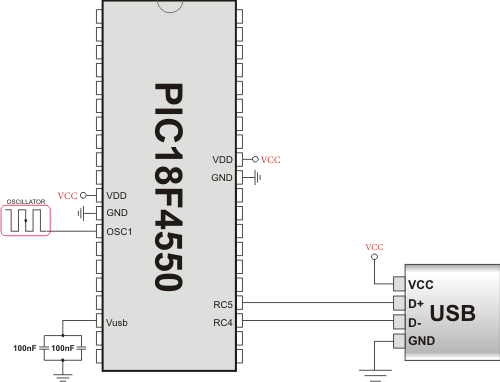 PIC18F4550
VDD
VCC
GND
VCC
VDD
OSCILLATOR
GND
OSC1
VCC
VCC
RC5
D+
USB
Vusb
RC4
D-
GND
100nF
100nF